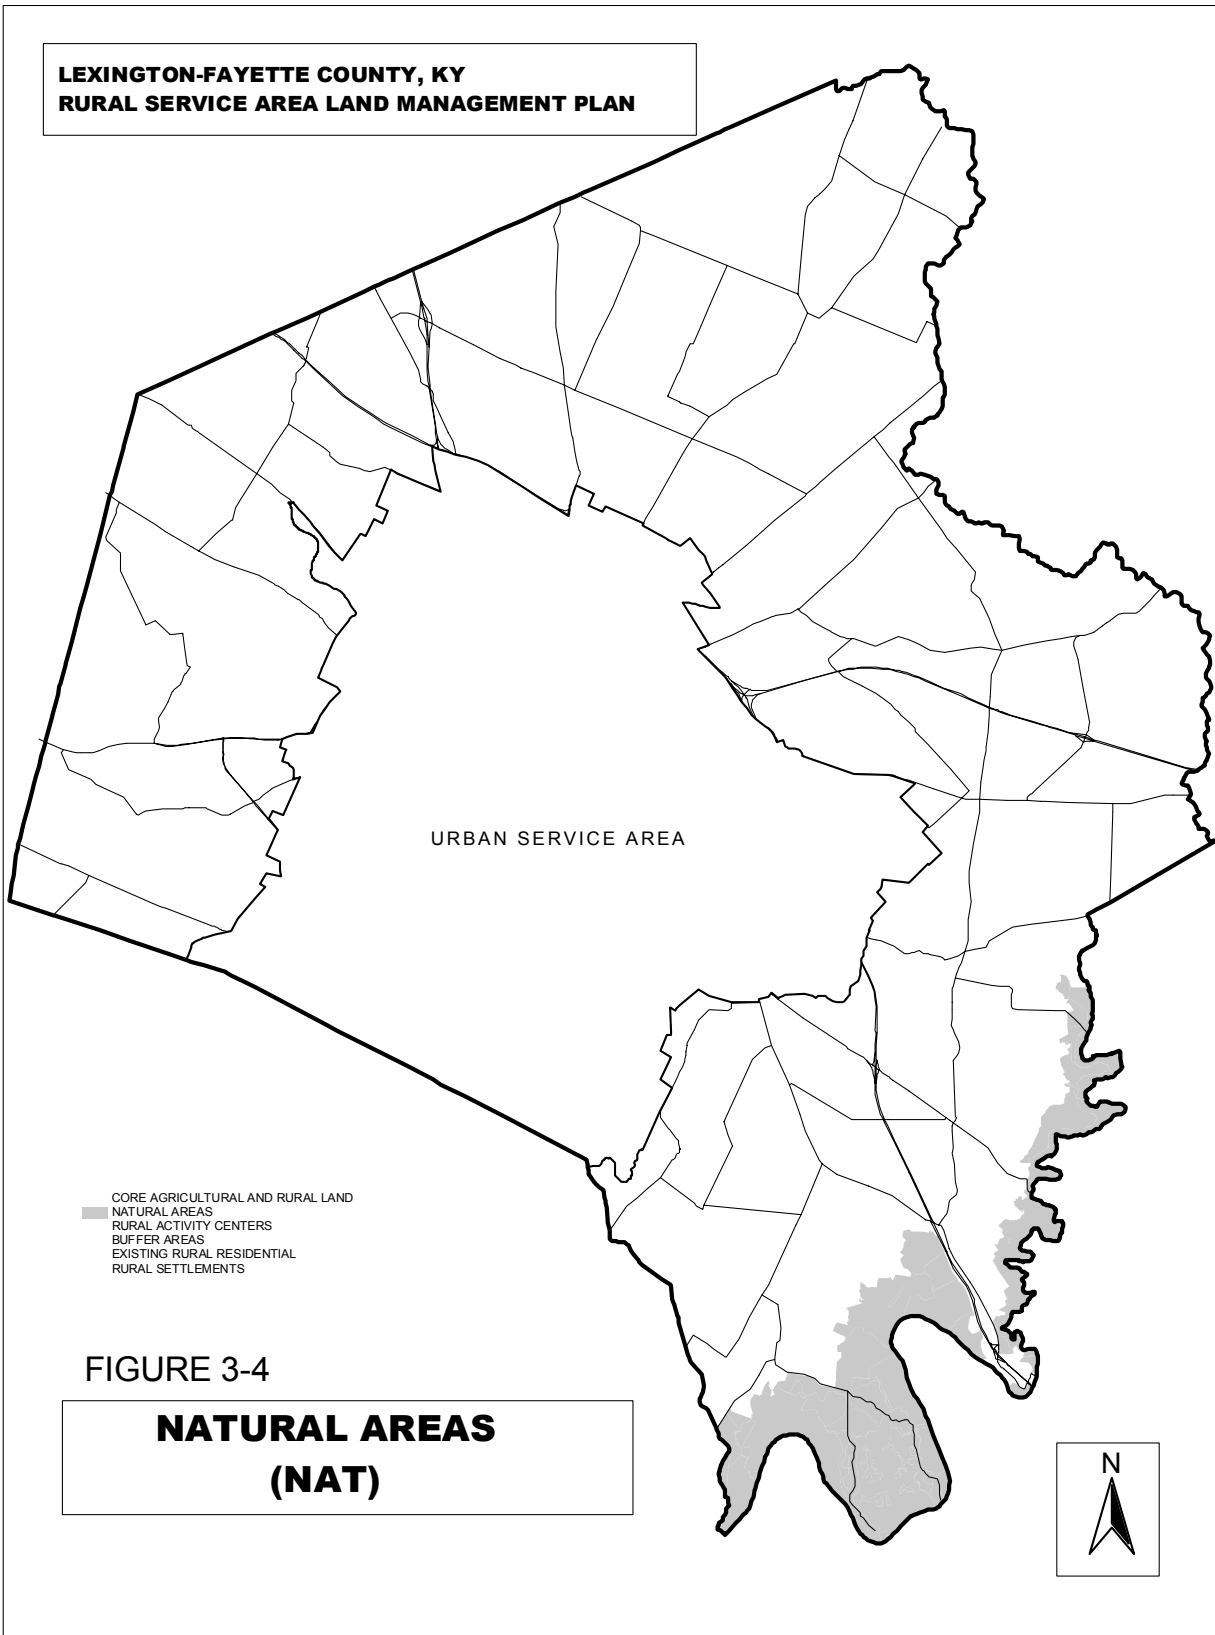 LEXINGTON-FAYETTE COUNTY, KY
RURAL SERVICE AREA LAND MANAGEMENT PLAN
URBAN SERVICE AREA
CORE AGRICULTURAL AND RURAL LAND
NATURAL AREAS
RURAL ACTIVITY CENTERS
BUFFER AREAS
EXISTING RURAL RESIDENTIAL
RURAL SETTLEMENTS
FIGURE 3-4
NATURAL AREAS
(NAT)
N